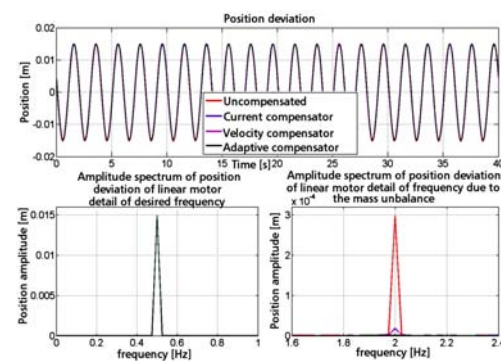 Position deviation
0.02
0.01
0
-0.01
-0.02
Position [m]
0 5 10 15 20 25 30 35 40
Time [s]
Uncompensated
Current compensator
Velocity compensator
Adaptive compensator
Amplitude spectrum of position
deviation of linear motor
detail of desired frequency
0.015
0.01
0.005
0
Position amplitude [m]
0 0.2 0.4 0.6 0.8 1
frequency [Hz]
Amplitude spectrum of position deviation
of linear motor detail of frequency due to
x 10⁻⁴ the mass unbalance
3
2
1
0
Position amplitude [m]
1.6 1.8 2 2.2 2.4
frequency [Hz]